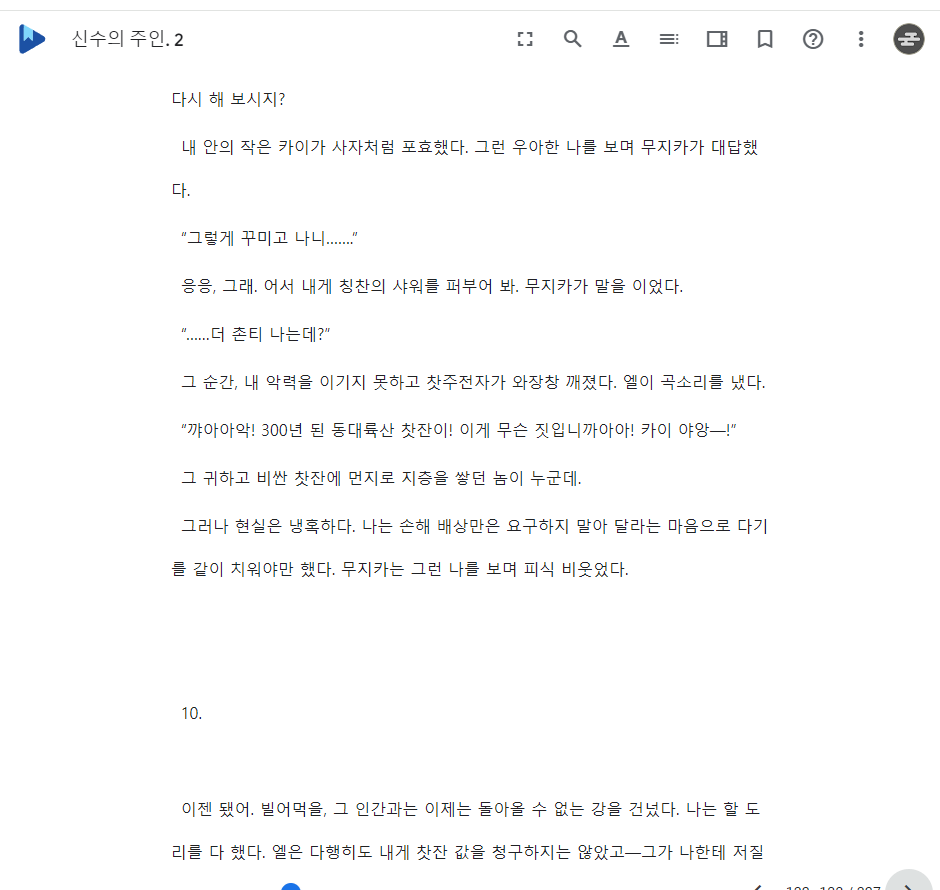 신수의 주인. 2
다시 해 보시지?
내 안의 작은 카이가 사자처럼 포효했다. 그런 우아한 나를 보며 무지카가 대답했
다.
“그렇게 꾸미고 나니…….”
응응, 그래. 어서 내게 칭찬의 샤워를 퍼부어 봐. 무지카가 말을 이었다.
“……더 촌티 나는데?”
그 순간, 내 악력을 이기지 못하고 찻주전자가 와장창 깨졌다. 엘이 곡소리를 냈다.
“꺄아아악! 300년 된 동대륙산 찻잔이! 이게 무슨 짓입니까아아! 카이 야앙―!”
그 귀하고 비싼 찻잔에 먼지로 지층을 쌓던 놈이 누군데.
그러나 현실은 냉혹하다. 나는 손해 배상만은 요구하지 말아 달라는 마음으로 다기
를 같이 치워야만 했다. 무지카는 그런 나를 보며 피식 비웃었다.
10.
이젠 됐어. 빌어먹을, 그 인간과는 이제는 돌아올 수 없는 강을 건넜다. 나는 할 도
리를 다 했다. 엘은 다행히도 내게 찻잔 값을 청구하지는 않았고―그가 나한테 저질